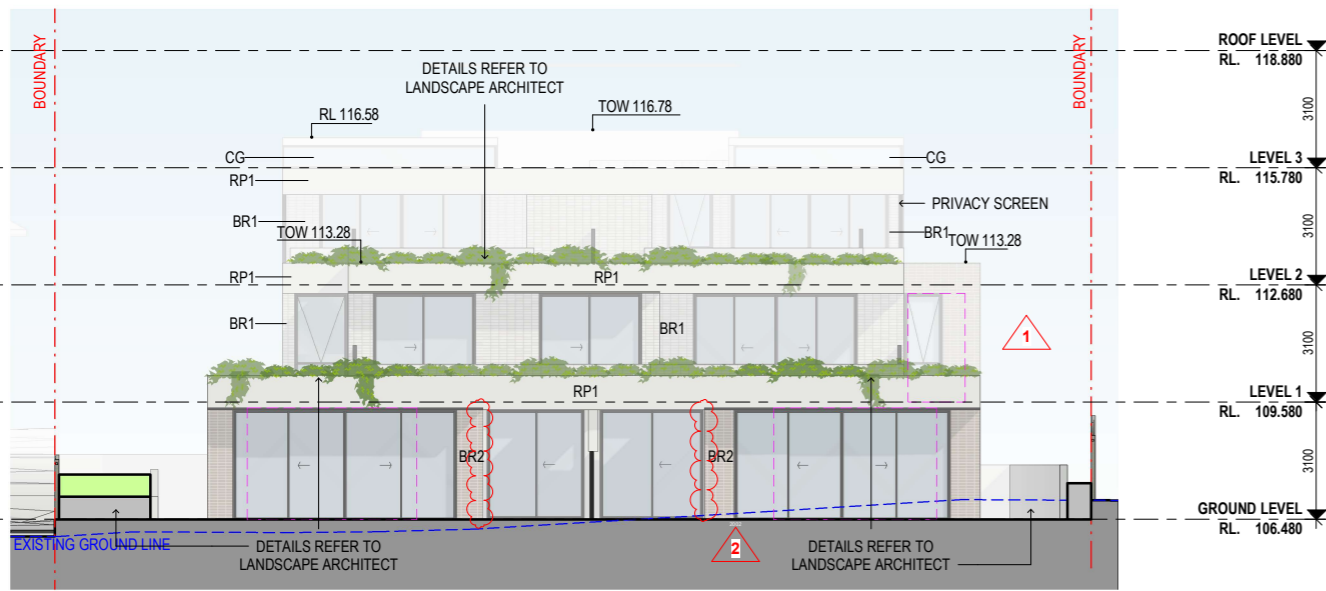 BOUNDARY
BOUNDARY
ROOF LEVEL
RL. 118.880
DETAILS REFER TO
LANDSCAPE ARCHITECT
TOW 116.78
RL 116.58
3100
CG
CG
LEVEL 3
RL. 115.780
RP1
PRIVACY SCREEN
BR1
BR1
3100
TOW 113.28
TOW 113.28
RP1
RP1
LEVEL 2
RL. 112.680
BR1
BR1
1
3100
RP1
LEVEL 1
RL. 109.580
BR2
BR2
3100
GROUND LEVEL
RL. 106.480
EXISTING GROUND LINE
DETAILS REFER TO
LANDSCAPE ARCHITECT
2
DETAILS REFER TO
LANDSCAPE ARCHITECT